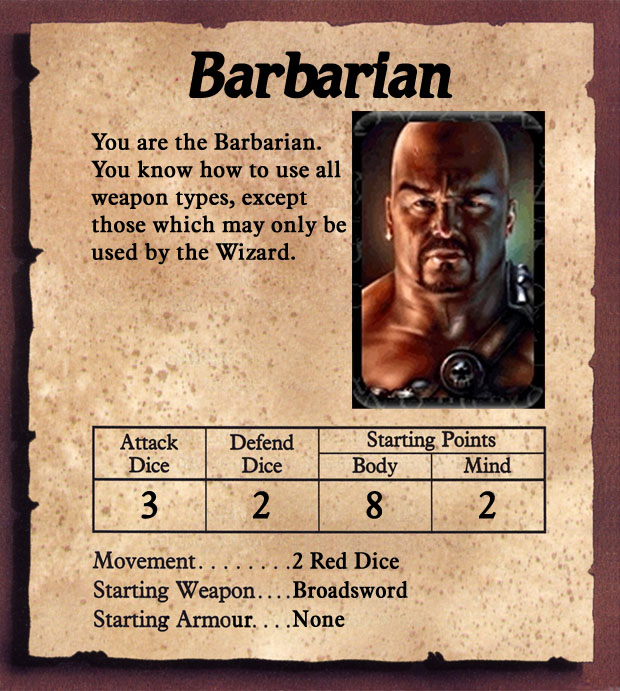 Barbarian
You are the Barbarian.
You know how to use all
weapon types, except
those which may only be
used by the Wizard.
Attack Dice
Defend Dice
Starting Points
Body
Mind
3
2
8
2
Movement........2 Red Dice
Starting Weapon....Broadsword
Starting Armour....None